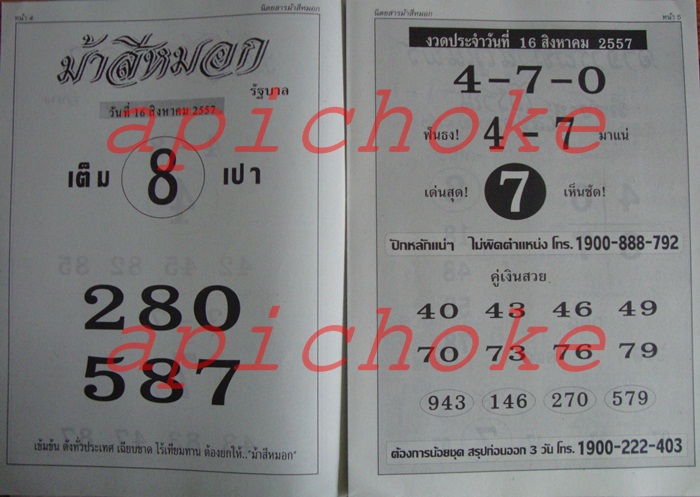 หน้า 4
นิตยสารม้าสีหมอก
ม้าสีหมอก
รัฐบาล
วันที่ 16 สิงหาคม 2557
เต็ม 8 เปา
280
587
เข้มข้น ดังทั่วประเทศ เฉียบขาด ไร้เทียมทาน ต้องยกให้.."ม้าสีหมอก"
นิตยสารม้าสีหมอก
หน้า 5
งวดประจำวันที่ 16 สิงหาคม 2557
4-7-0
ฟันธง! 4-7 มาแน่
เด่นสุด! 7 เห็นชัด!
ปักหลักแน่ๆ ไม่ผิดตำแหน่ง โทร. 1900-888-792
คู่เงินสวย
40 43 46 49
70 73 76 79
943 146 270 579
ต้องการน้อยชุด สรุปก่อนออก 3 วัน โทร. 1900-222-403
apichoke
apichoke